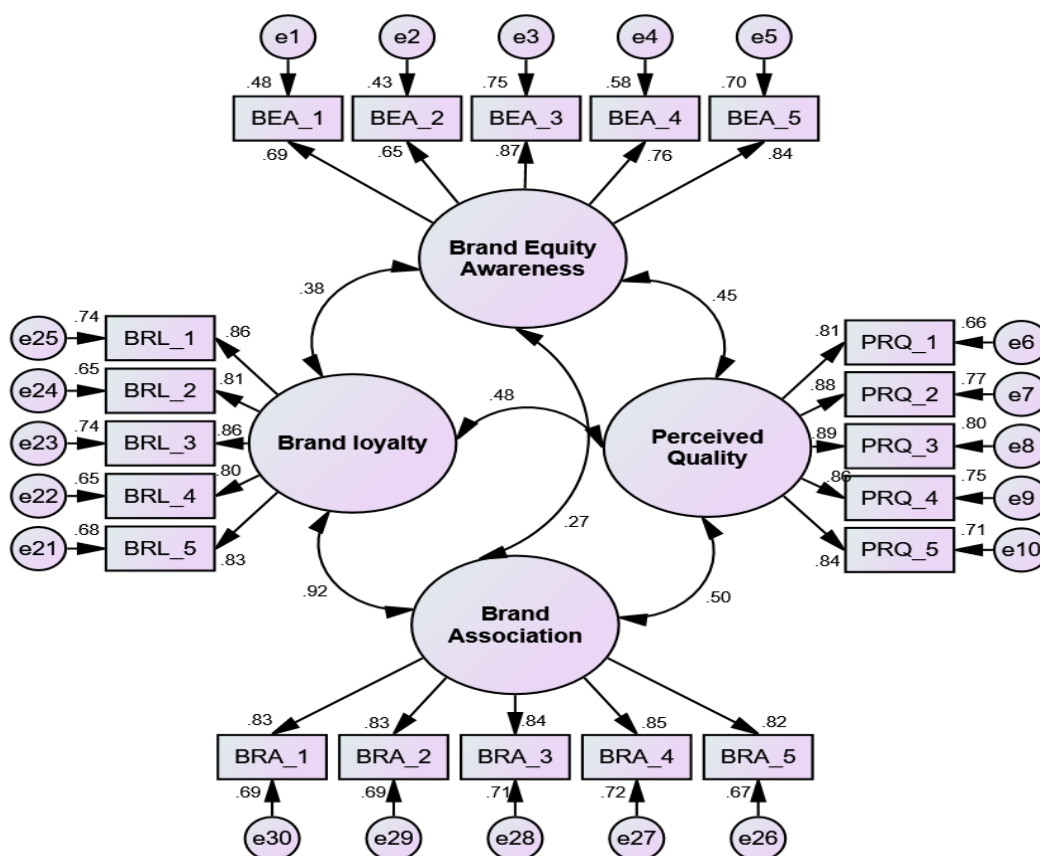 e1 e2 e3 e4 e5
.48 .43 .75 .58 .70
BEA_1 BEA_2 BEA_3 BEA_4 BEA_5
.69 .65 .87 .76 .84
Brand Equity
Awareness
.38 .45
.74 .86 .81 .66
e25 BRL_1 PRQ_1 e6
.65 .81 .88 .77
e24 BRL_2 PRQ_2 e7
.48
.74 .86 .89 .80
e23 BRL_3 Brand loyalty Perceived
Quality PRQ_3 e8
.65 .80 .86 .75
e22 BRL_4 PRQ_4 e9
.68 .83 .84 .71
e21 BRL_5 PRQ_5 e10
.27
.92 .50
Brand
Association
.83 .83 .84 .85 .82
BRA_1 BRA_2 BRA_3 BRA_4 BRA_5
.69 .69 .71 .72 .67
e30 e29 e28 e27 e26